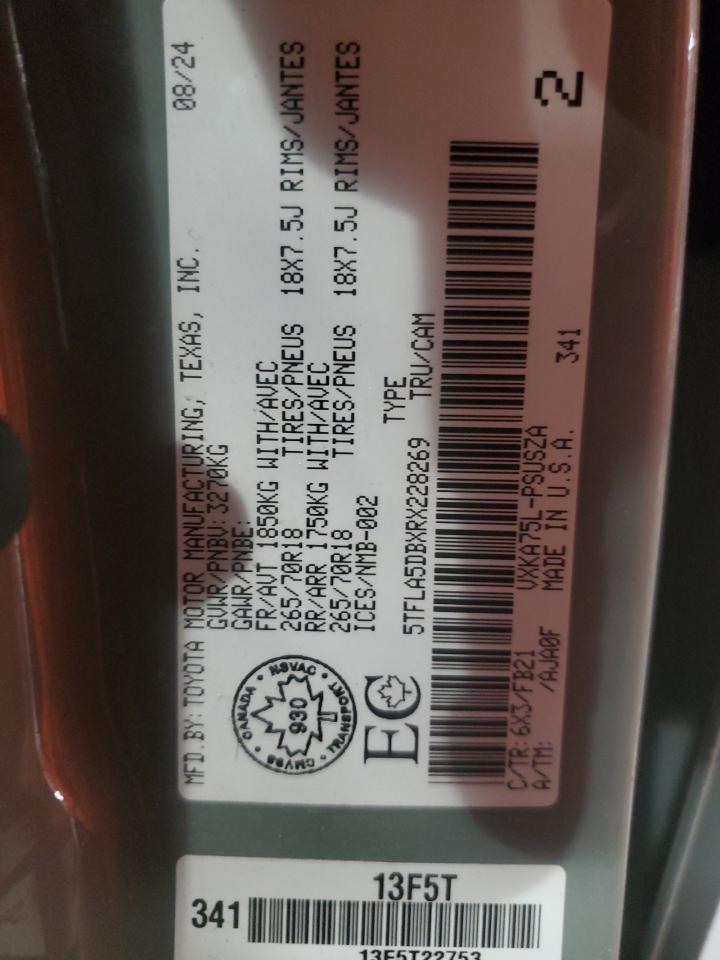 MFD.BY:TOYOTA MOTOR MANUFACTURING, TEXAS, INC. 08/24
GVWR/PNBV:3270KG
GAWR/PNBE:
FR/AVT 1850KG WITH/AVEC
265/70R18 TIRES/PNEUS 18X7.5J RIMS/JANTES
RR/ARR 1750KG WITH/AVEC
265/70R18 TIRES/PNEUS 18X7.5J RIMS/JANTES
ICES/NMB-002
CANADA • NSVAC • TRANSPORT • CMVSS
930
EC
TYPE
5TFLA5DBXRX228269 TRU/CAM
2
C/TR:6X3/FB21 VXKA75L-PSUSZA 341
A/TM: /AJA0F MADE IN U.S.A.
13F5T
341
13F5T22753